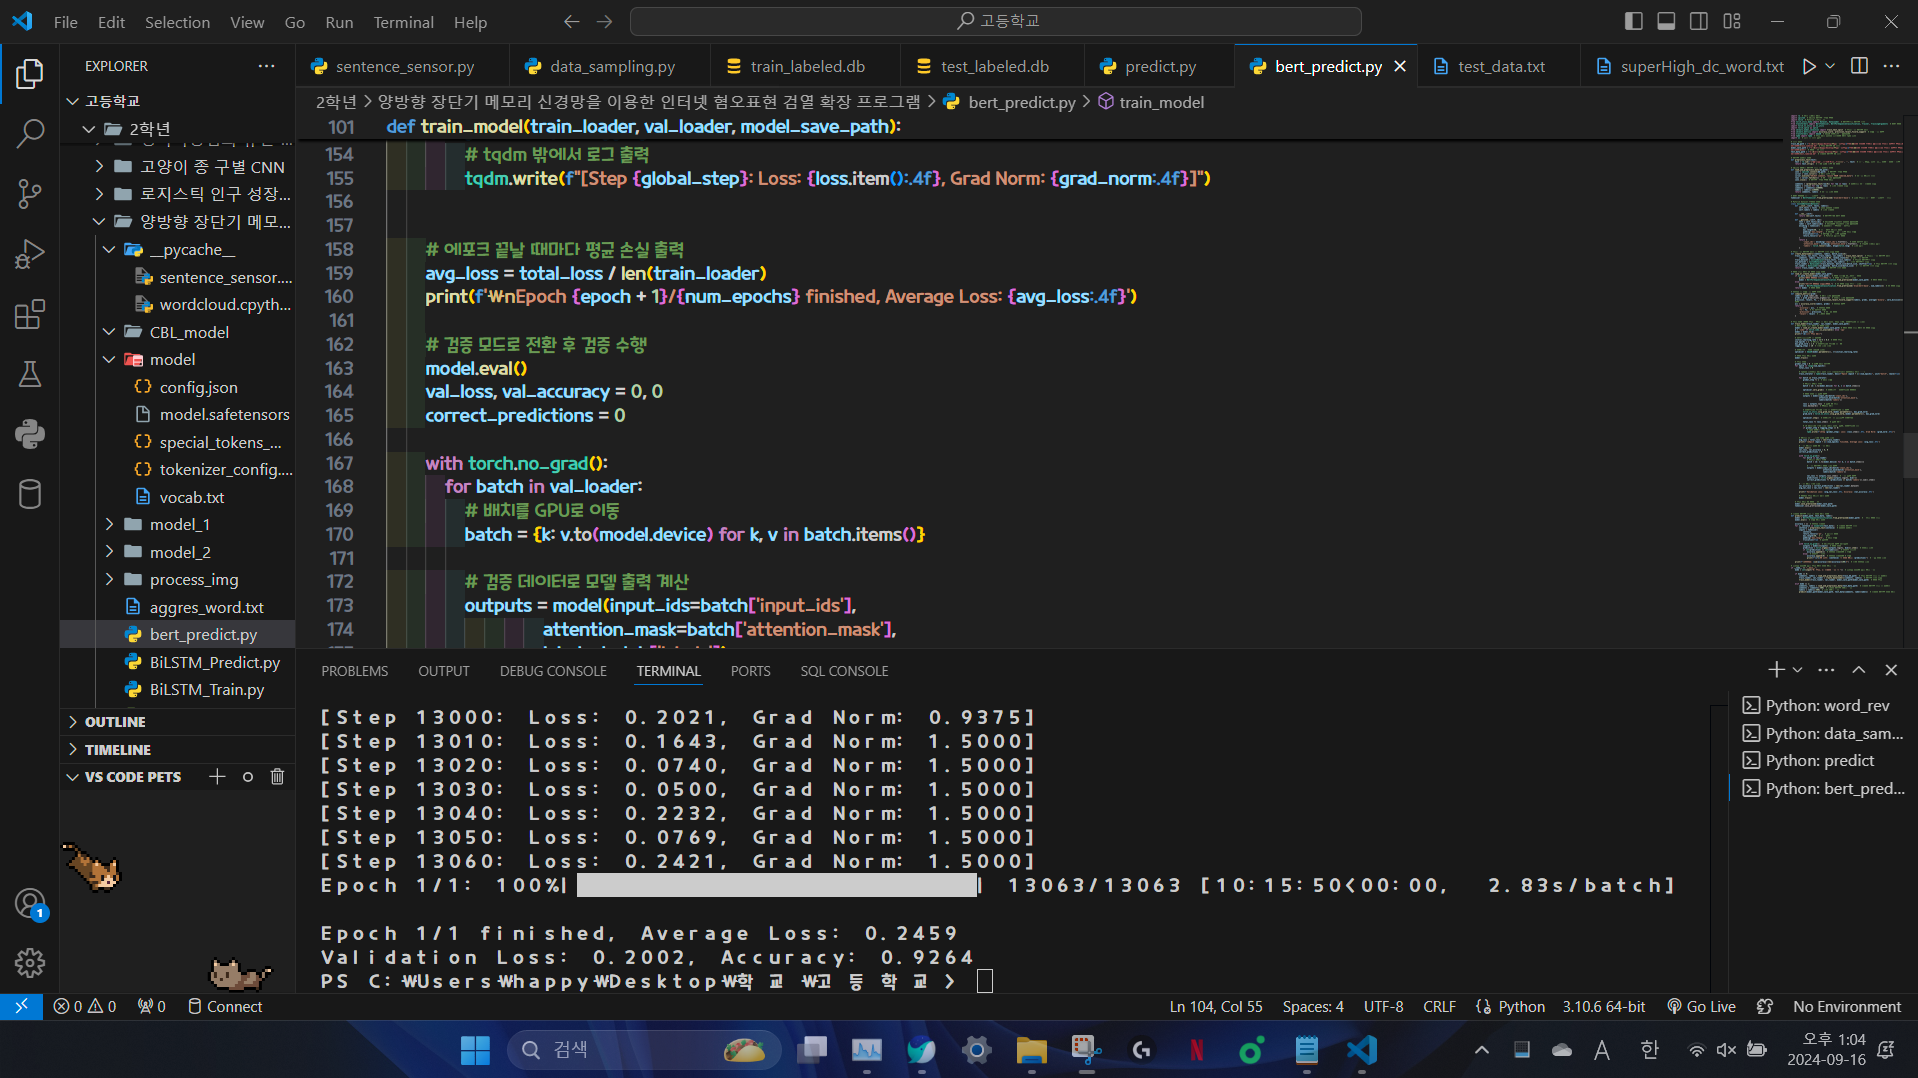 File Edit Selection View Go Run Terminal Help
고등학교
EXPLORER
고등학교
2학년
고양이 종 구별 CNN
로지스틱 인구 성장...
양방향 장단기 메모...
__pycache__
sentence_sensor....
wordcloud.cpyth...
CBL_model
model
config.json
model.safetensors
special_tokens_...
tokenizer_config....
vocab.txt
model_1
model_2
process_img
aggres_word.txt
bert_predict.py
BiLSTM_Predict.py
BiLSTM_Train.py
OUTLINE
TIMELINE
VS CODE PETS
sentence_sensor.py data_sampling.py train_labeled.db test_labeled.db predict.py bert_predict.py test_data.txt superHigh_dc_word.txt
2학년 > 양방향 장단기 메모리 신경망을 이용한 인터넷 혐오표현 검열 확장 프로그램 > bert_predict.py > train_model
101 def train_model(train_loader, val_loader, model_save_path):
154 # tqdm 밖에서 로그 출력
155 tqdm.write(f"[Step {global_step}: Loss: {loss.item():.4f}, Grad Norm: {grad_norm:.4f}]")
156
157
158 # 에포크 끝날 때마다 평균 손실 출력
159 avg_loss = total_loss / len(train_loader)
160 print(f'₩nEpoch {epoch + 1}/{num_epochs} finished, Average Loss: {avg_loss:.4f}')
161
162 # 검증 모드로 전환 후 검증 수행
163 model.eval()
164 val_loss, val_accuracy = 0, 0
165 correct_predictions = 0
166
167 with torch.no_grad():
168 for batch in val_loader:
169 # 배치를 GPU로 이동
170 batch = {k: v.to(model.device) for k, v in batch.items()}
171
172 # 검증 데이터로 모델 출력 계산
173 outputs = model(input_ids=batch['input_ids'],
174 attention_mask=batch['attention_mask'],
PROBLEMS OUTPUT DEBUG CONSOLE TERMINAL PORTS SQL CONSOLE
[Step 13000: Loss: 0.2021, Grad Norm: 0.9375]
[Step 13010: Loss: 0.1643, Grad Norm: 1.5000]
[Step 13020: Loss: 0.0740, Grad Norm: 1.5000]
[Step 13030: Loss: 0.0500, Grad Norm: 1.5000]
[Step 13040: Loss: 0.2232, Grad Norm: 1.5000]
[Step 13050: Loss: 0.0769, Grad Norm: 1.5000]
[Step 13060: Loss: 0.2421, Grad Norm: 1.5000]
Epoch 1/1: 100%| | 13063/13063 [10:15:50<00:00, 2.83s/batch]
Epoch 1/1 finished, Average Loss: 0.2459
Validation Loss: 0.2002, Accuracy: 0.9264
PS C:₩Users₩happy₩Desktop₩학교₩고등학교>
Python: word_rev
Python: data_sam...
Python: predict
Python: bert_pred...
1
0 0 0 Connect
Ln 104, Col 55 Spaces: 4 UTF-8 CRLF Python 3.10.6 64-bit Go Live No Environment
검색
A 한
오후 1:04
2024-09-16